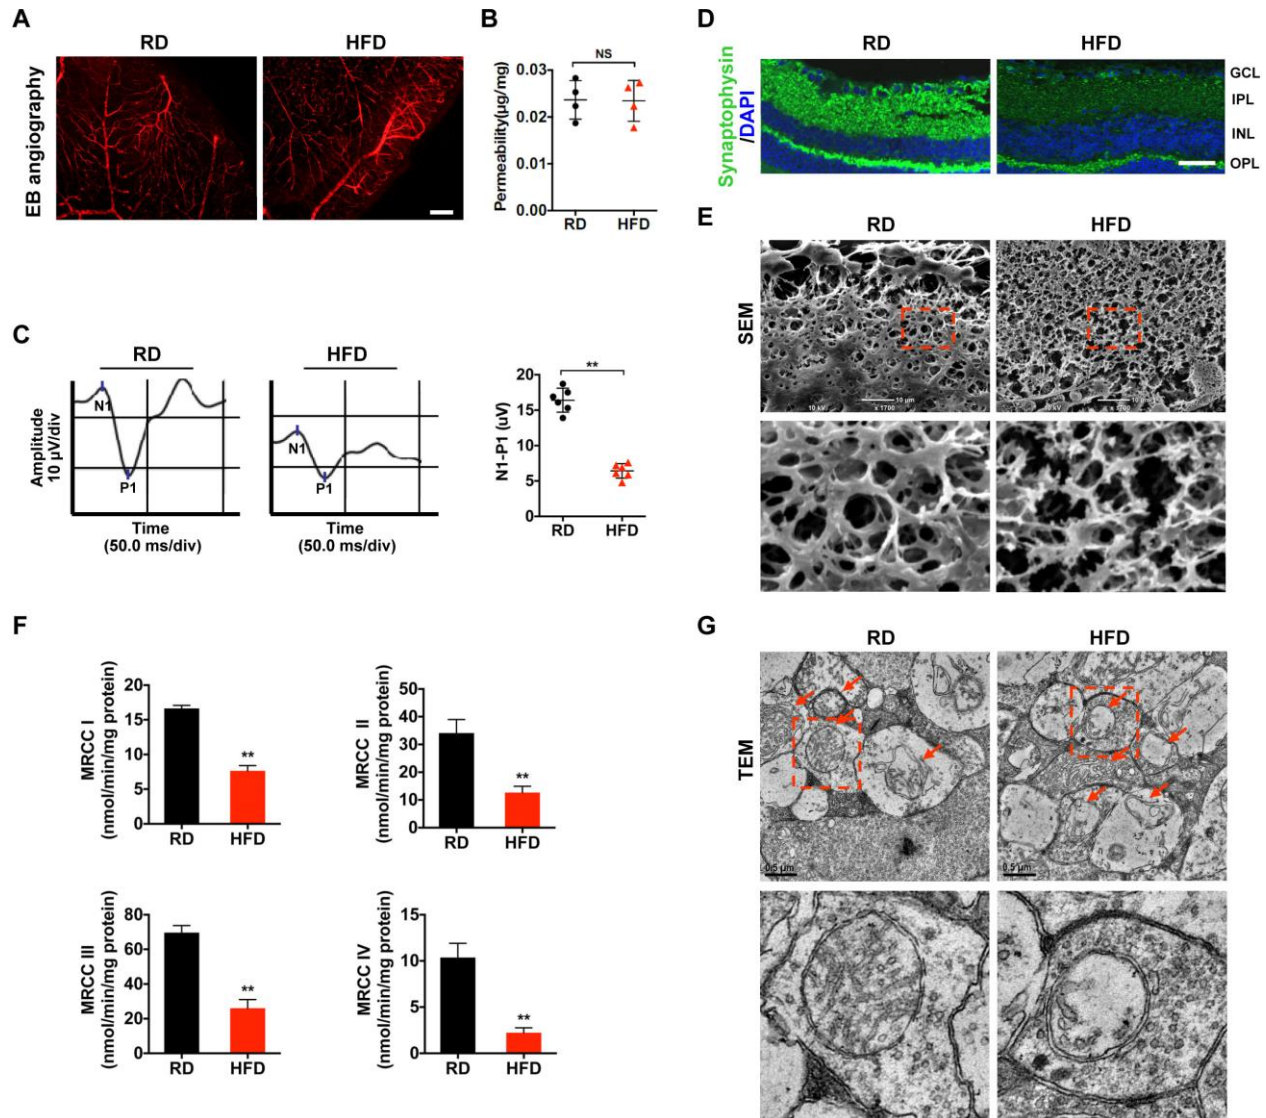 A
RD
HFD
EB angiography
B
NS
Permeability(µg/mg)
0.03
0.02
0.01
0.00
RD
HFD
C
RD
HFD
Amplitude
10 µV/div
N1
P1
N1
P1
Time
(50.0 ms/div)
Time
(50.0 ms/div)
**
N1-P1 (uV)
20
15
10
5
0
RD
HFD
D
RD
HFD
Synaptophysin
/DAPI
GCL
IPL
INL
OPL
E
RD
HFD
SEM
10 kV
x 1700
10 µm
F
MRCC I
(nmol/min/mg protein)
20
15
10
5
0
**
RD
HFD
MRCC II
(nmol/min/mg protein)
50
40
30
20
10
0
**
RD
HFD
MRCC III
(nmol/min/mg protein)
80
60
40
20
0
**
RD
HFD
MRCC IV
(nmol/min/mg protein)
15
10
5
0
**
RD
HFD
G
RD
HFD
TEM
0.5 µm
0.5 µm